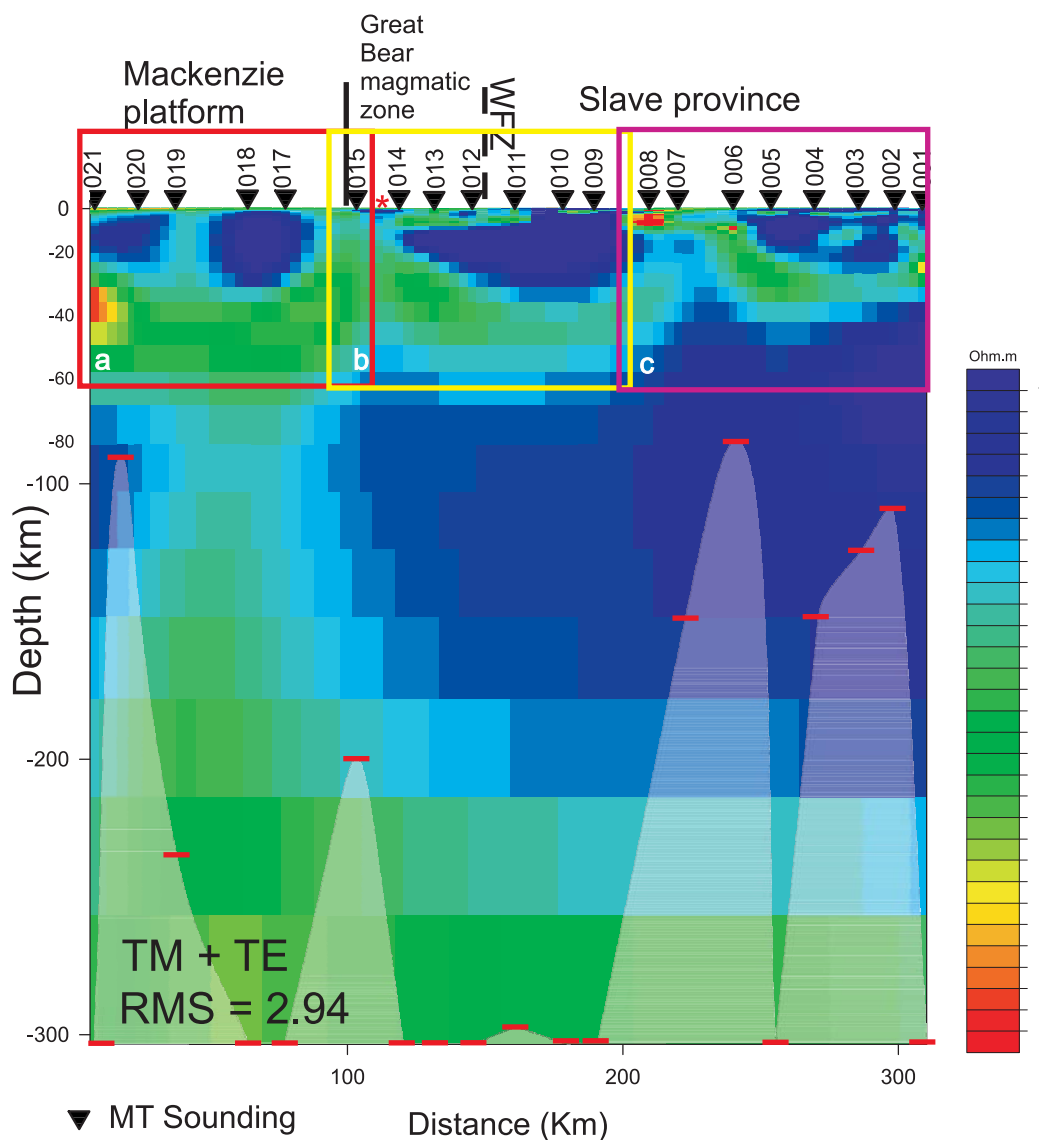 Great
Bear
magmatic
zone
Mackenzie
platform
WFZ
Slave province
021 020 019 018 017 015 014 013 012 011 010 009 008 007 006 005 004 003 002 001
*
0
-20
-40
-60
-80
-100
-200
-300
Depth (km)
a
b
c
Ohm.m
TM + TE
RMS = 2.94
100 200 300
MT Sounding
Distance (Km)